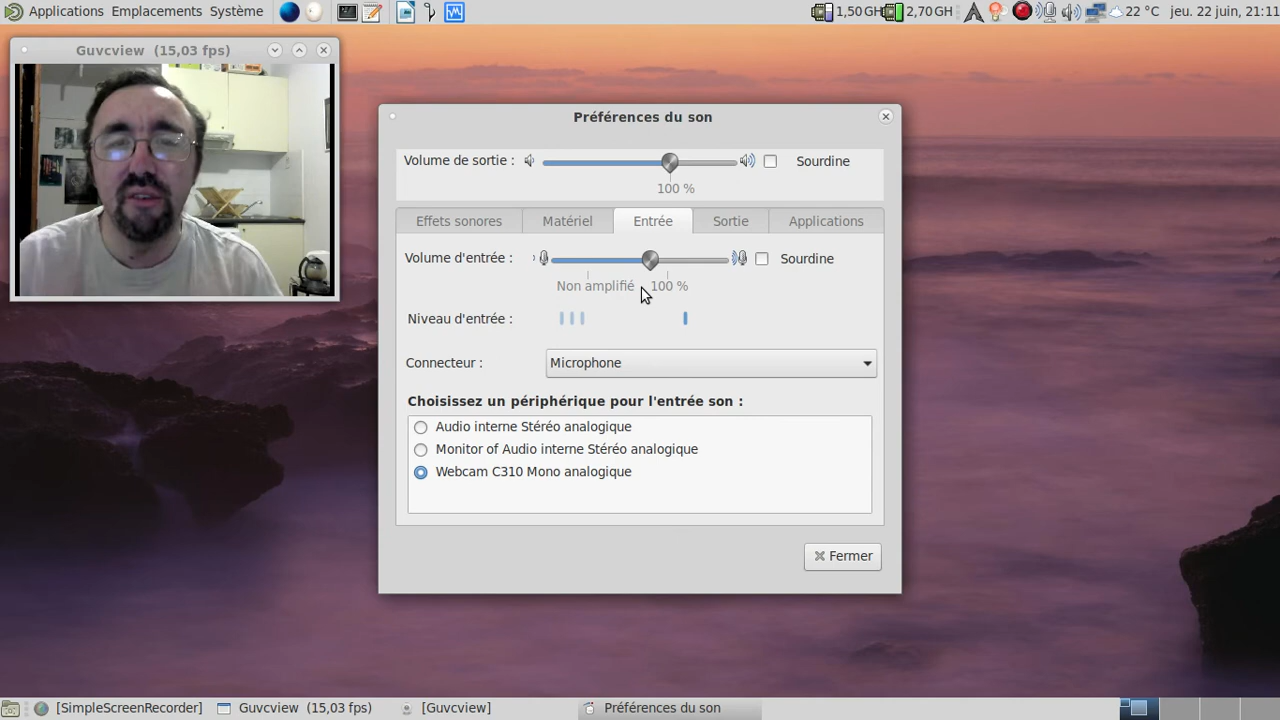 Applications Emplacements Système 1,50 GH 2,70 GH 22 °C jeu. 22 juin, 21:11
Guvcview (15,03 fps)
Préférences du son
Volume de sortie : Sourdine
100 %
Effets sonores Matériel Entrée Sortie Applications
Volume d'entrée : Sourdine
Non amplifié 100 %
Niveau d'entrée :
Connecteur : Microphone
Choisissez un périphérique pour l'entrée son :
Audio interne Stéréo analogique
Monitor of Audio interne Stéréo analogique
Webcam C310 Mono analogique
Fermer
[SimpleScreenRecorder] Guvcview (15,03 fps) [Guvcview] Préférences du son